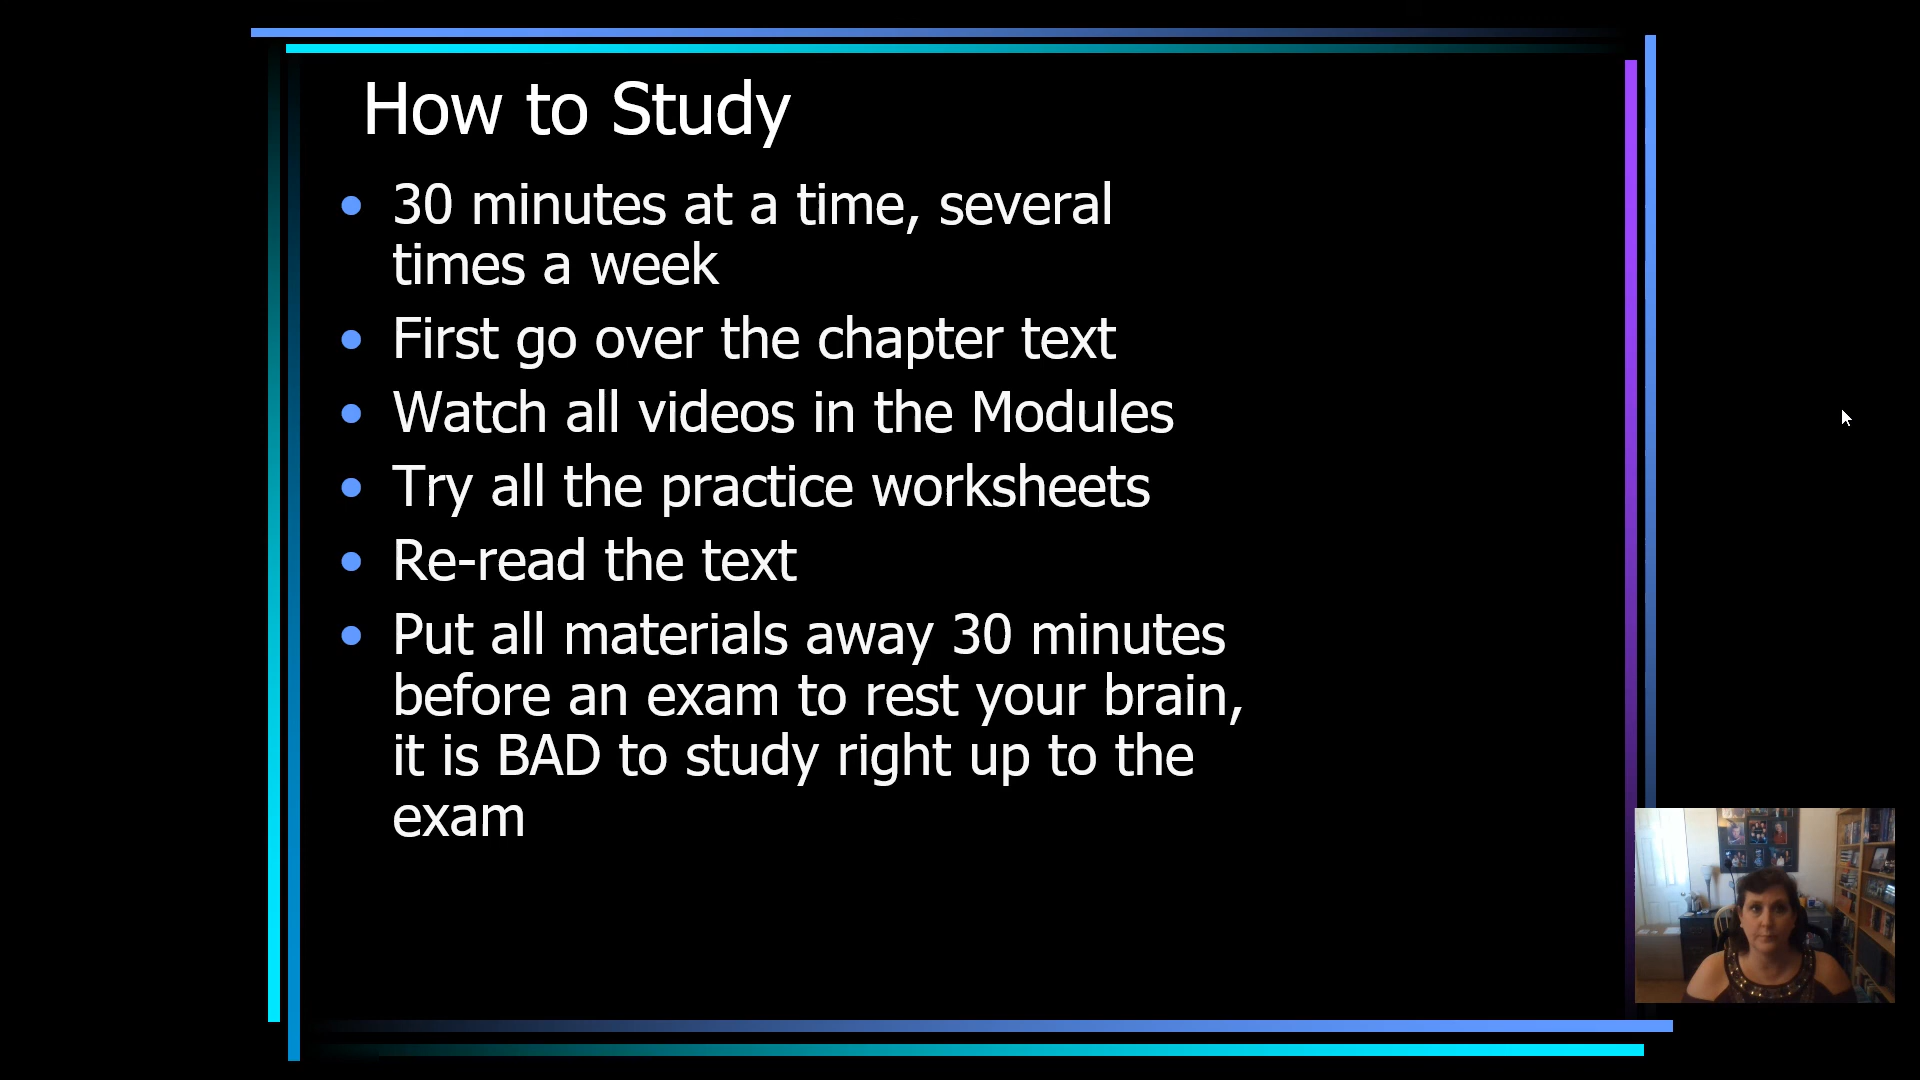 How to Study
• 30 minutes at a time, several
times a week
• First go over the chapter text
• Watch all videos in the Modules
• Try all the practice worksheets
• Re-read the text
• Put all materials away 30 minutes
before an exam to rest your brain,
it is BAD to study right up to the
exam